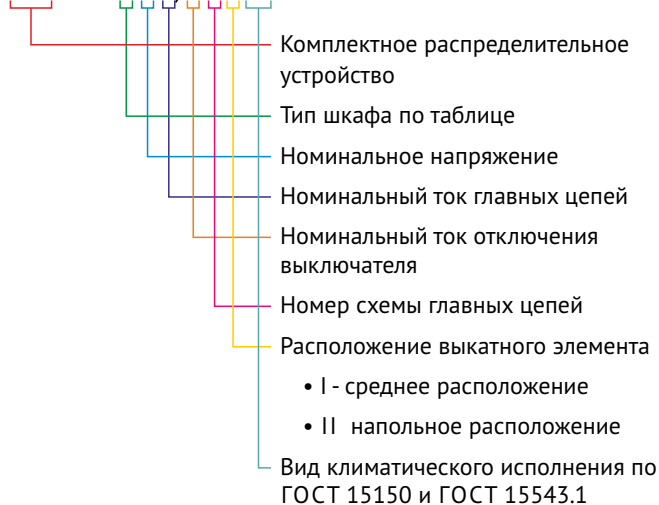 Комплектное распределительное
устройство
Тип шкафа по таблице
Номинальное напряжение
Номинальный ток главных цепей
Номинальный ток отключения
выключателя
Номер схемы главных цепей
Расположение выкатного элемента
• I - среднее расположение
• II напольное расположение
Вид климатического исполнения по
ГОСТ 15150 и ГОСТ 15543.1